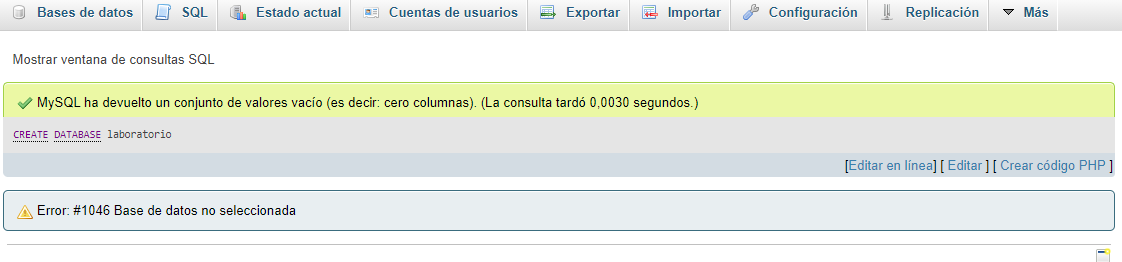 Bases de datos SQL Estado actual Cuentas de usuarios Exportar Importar Configuración Replicación Más
Mostrar ventana de consultas SQL
MySQL ha devuelto un conjunto de valores vacío (es decir: cero columnas). (La consulta tardó 0,0030 segundos.)
CREATE DATABASE laboratorio
[Editar en línea] [ Editar ] [ Crear código PHP ]
Error: #1046 Base de datos no seleccionada